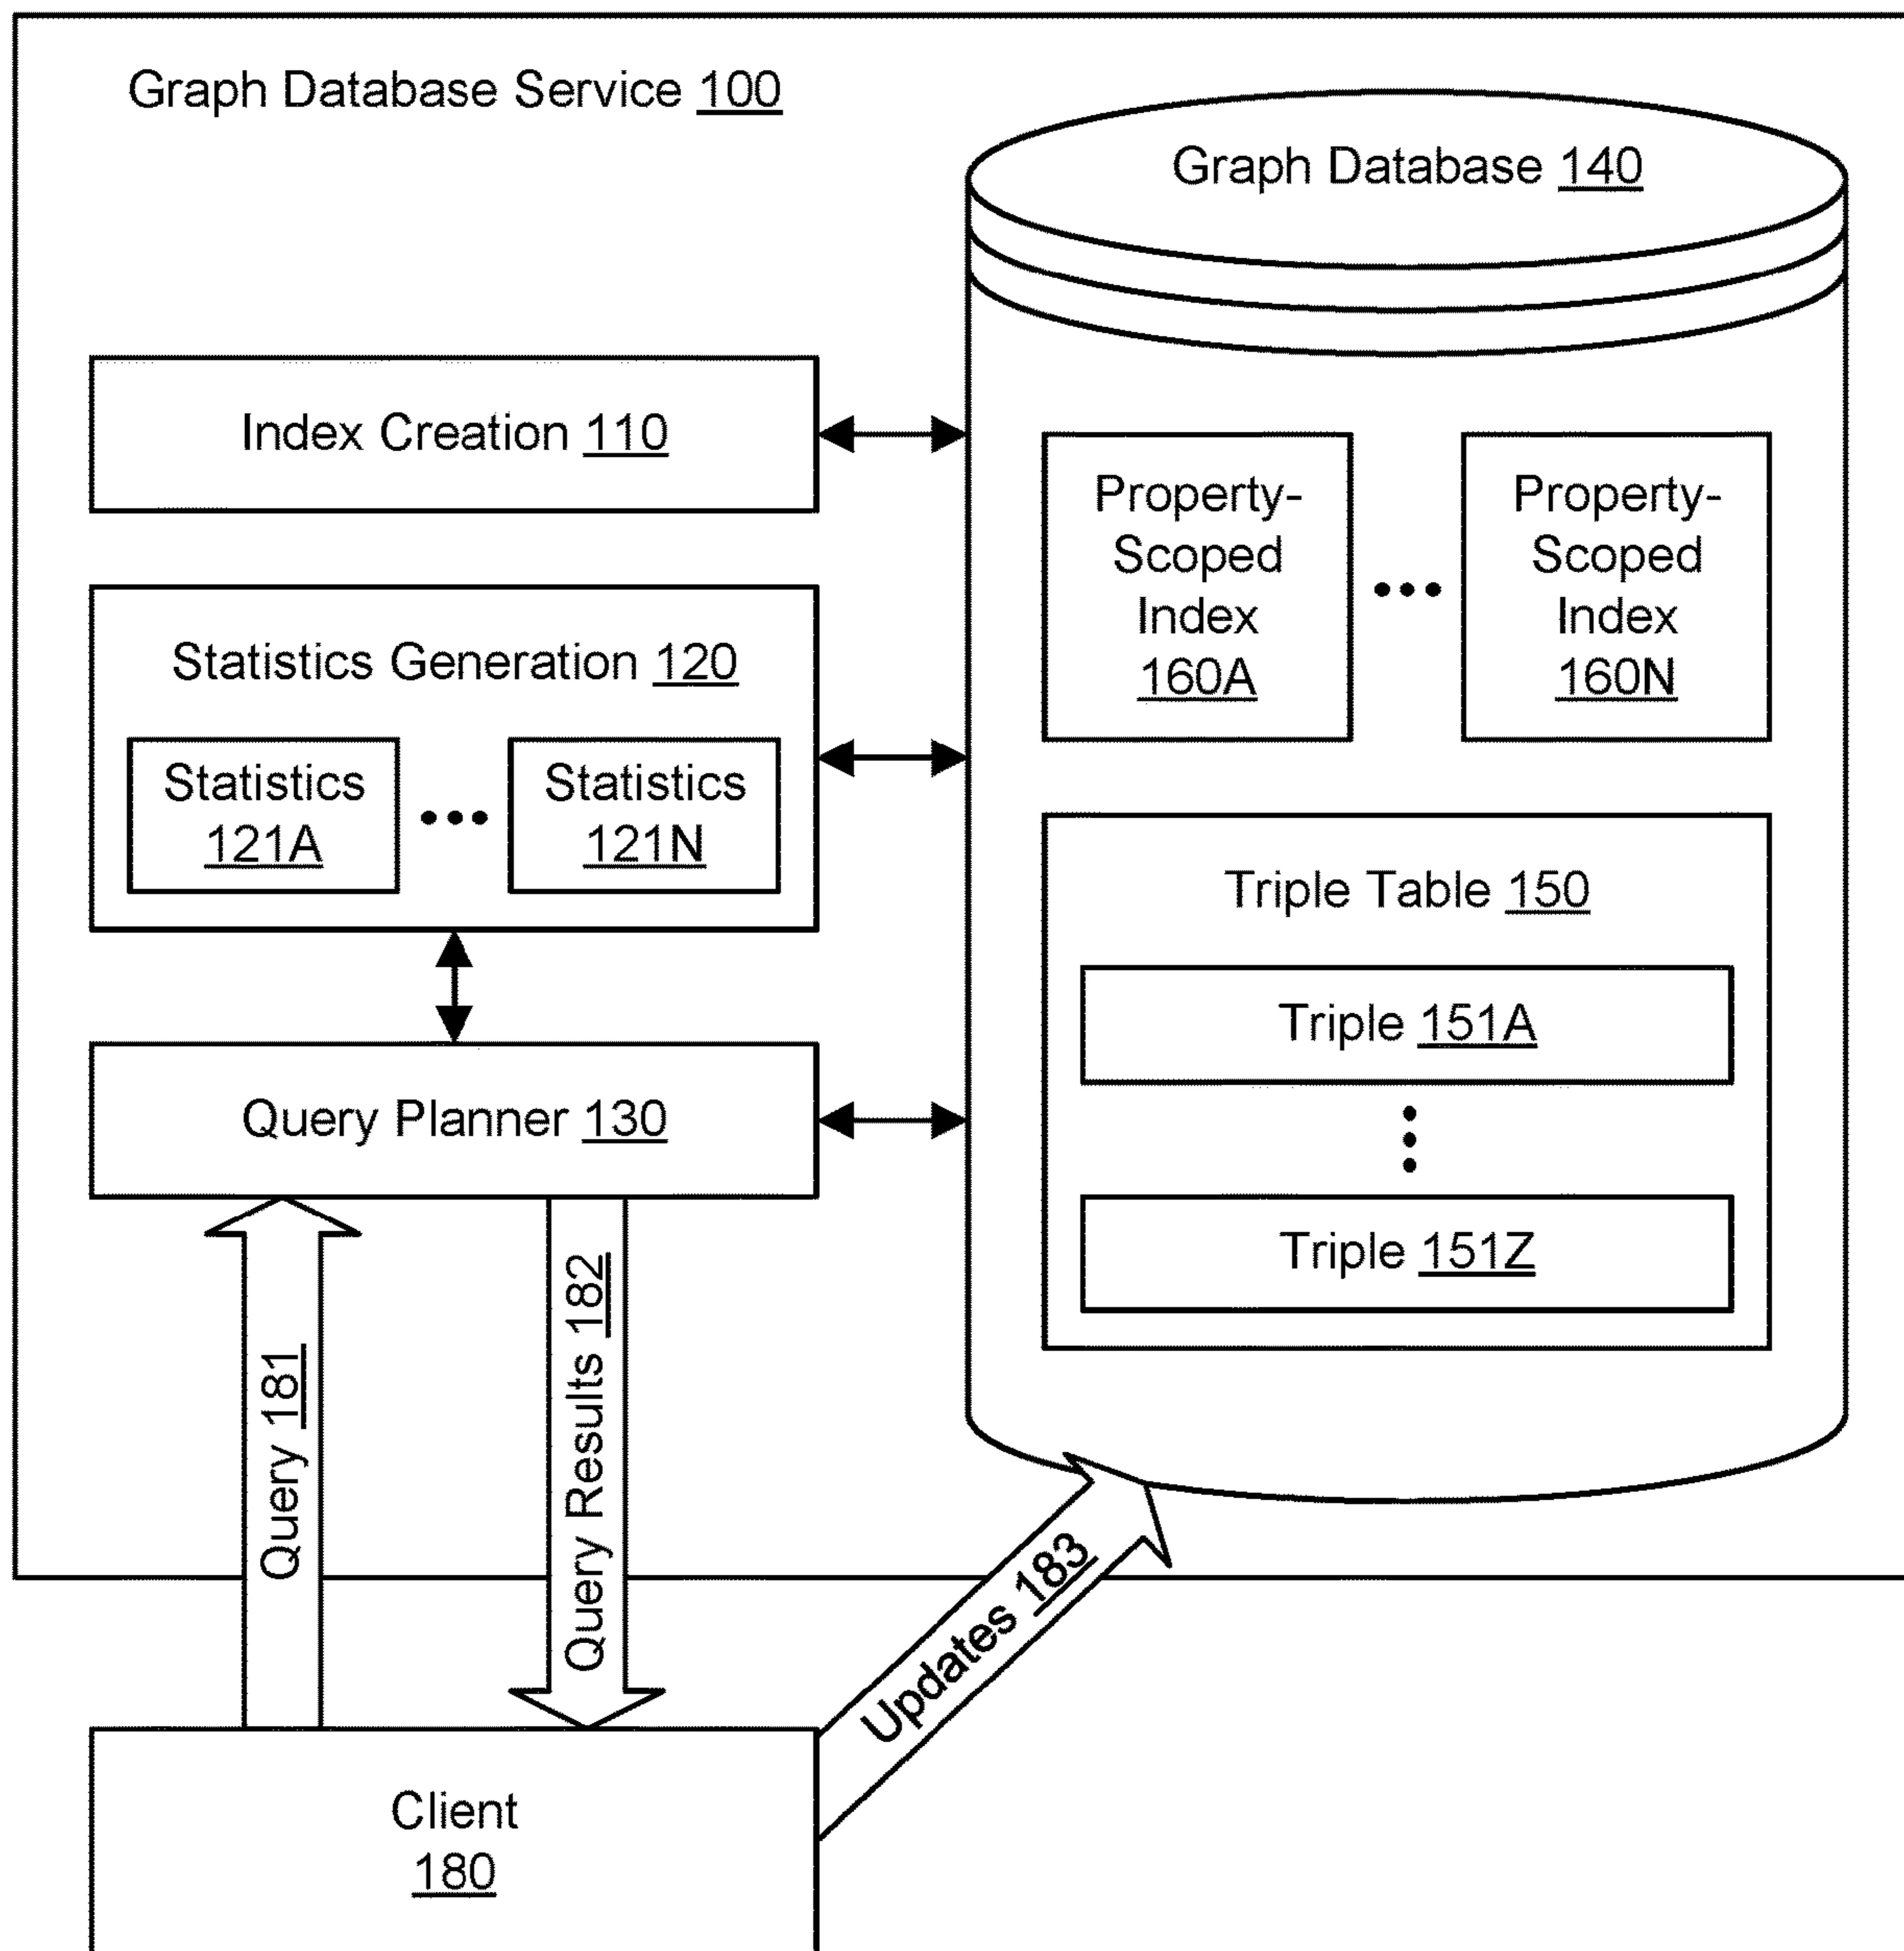 Graph Database Service 100
Graph Database 140
Index Creation 110
Property-
Scoped
Index
160A
Property-
Scoped
Index
160N
Statistics Generation 120
Statistics
121A
Statistics
121N
Triple Table 150
Triple 151A
Triple 151Z
Query Planner 130
Query 181
Query Results 182
Updates 183
Client
180